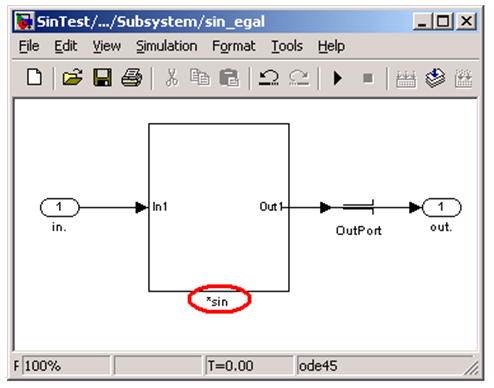 SinTest/.../Subsystem/sin_egal
File Edit View Simulation Format Tools Help
1 In1 Out1 1
in. OutPort out.
*sin
F 100% T=0.00 ode45